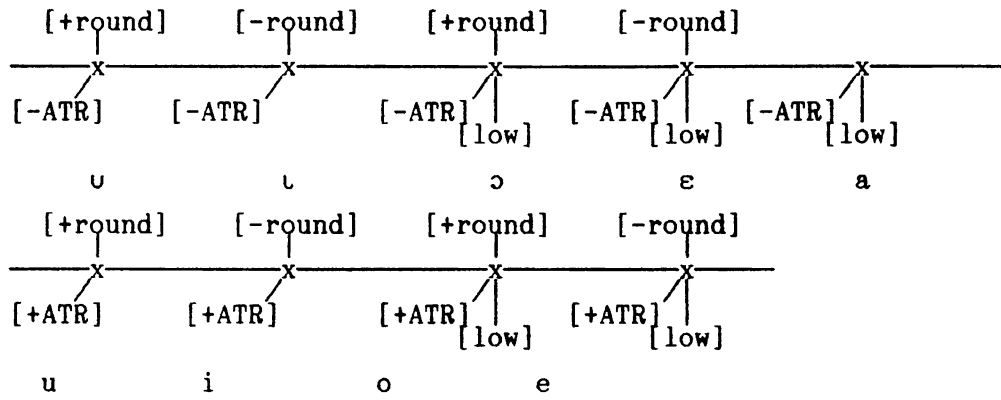 [+round] [-round] [+round] [-round]
X X X X X
[-ATR] [-ATR] [-ATR] [-ATR] [-ATR]
[low] [low] [low]
ʋ ɩ ɔ ɛ a
[+round] [-round] [+round] [-round]
X X X X
[+ATR] [+ATR] [+ATR] [+ATR]
[low] [low]
u i o e